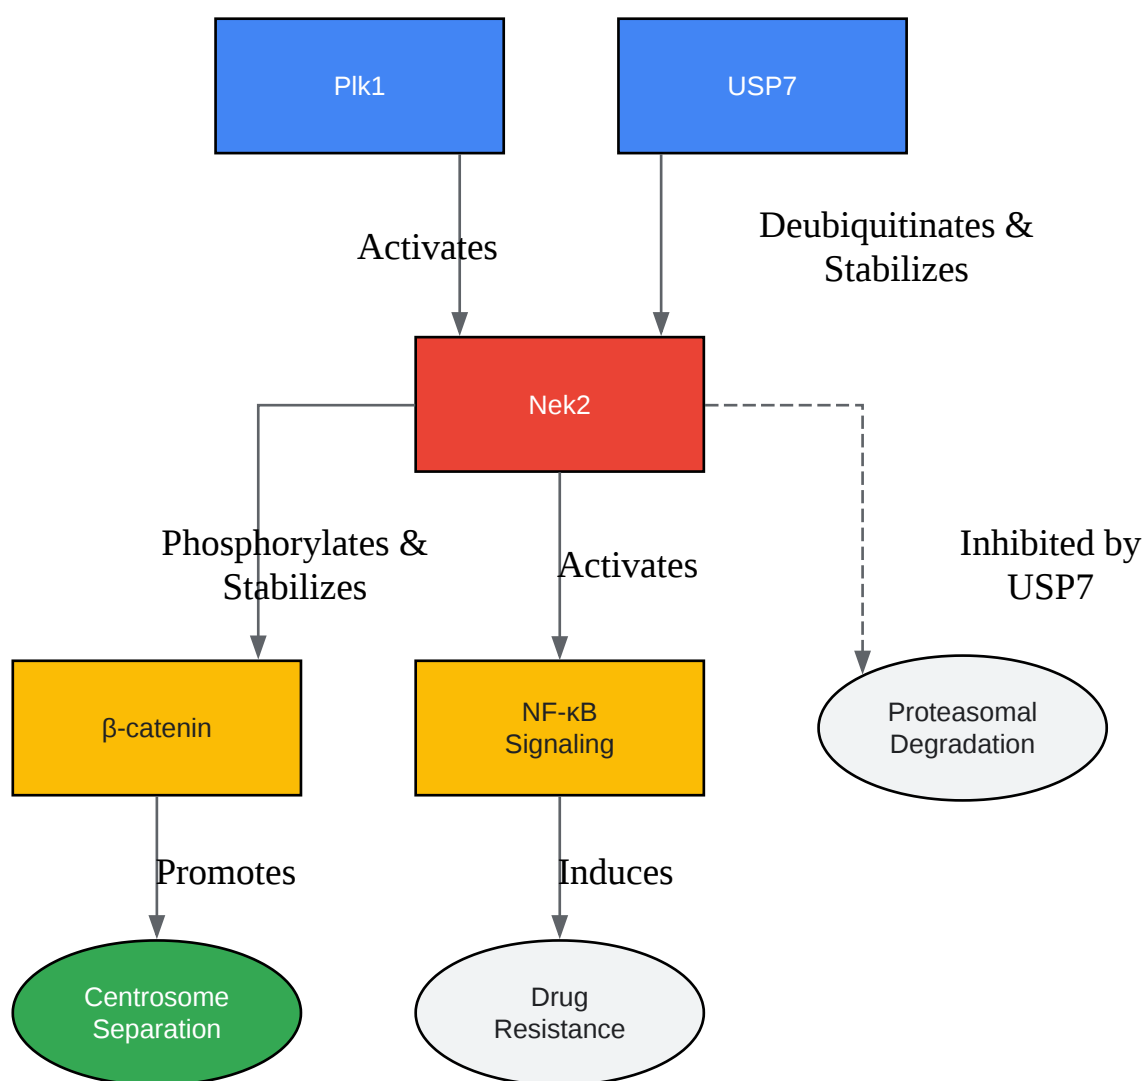 Plk1
USP7
Activates
Deubiquitinates &
Stabilizes
Nek2
Phosphorylates &
Stabilizes
Activates
Inhibited by
USP7
β-catenin
NF-κB
Signaling
Proteasomal
Degradation
Promotes
Induces
Centrosome
Separation
Drug
Resistance